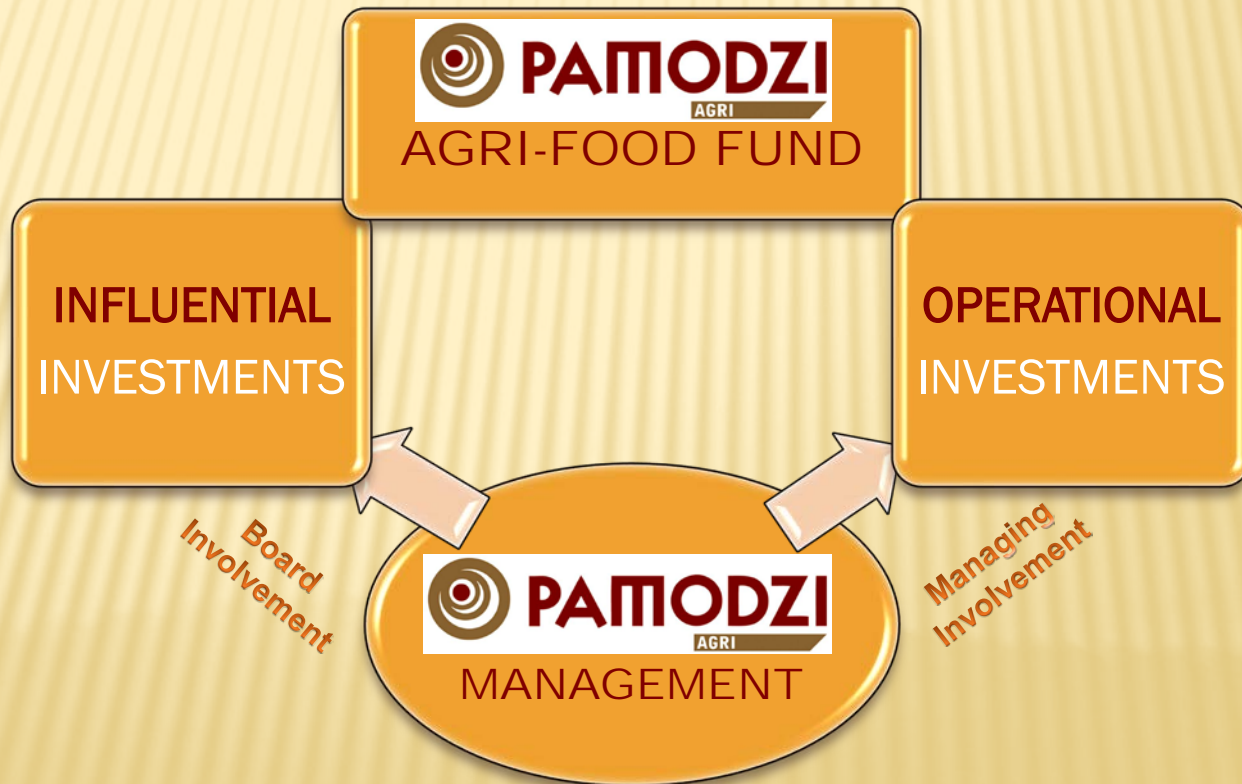 PAMODZI
AGRI
AGRI-FOOD FUND
INFLUENTIAL
INVESTMENTS
OPERATIONAL
INVESTMENTS
Board
Involvement
Managing
Involvement
PAMODZI
AGRI
MANAGEMENT